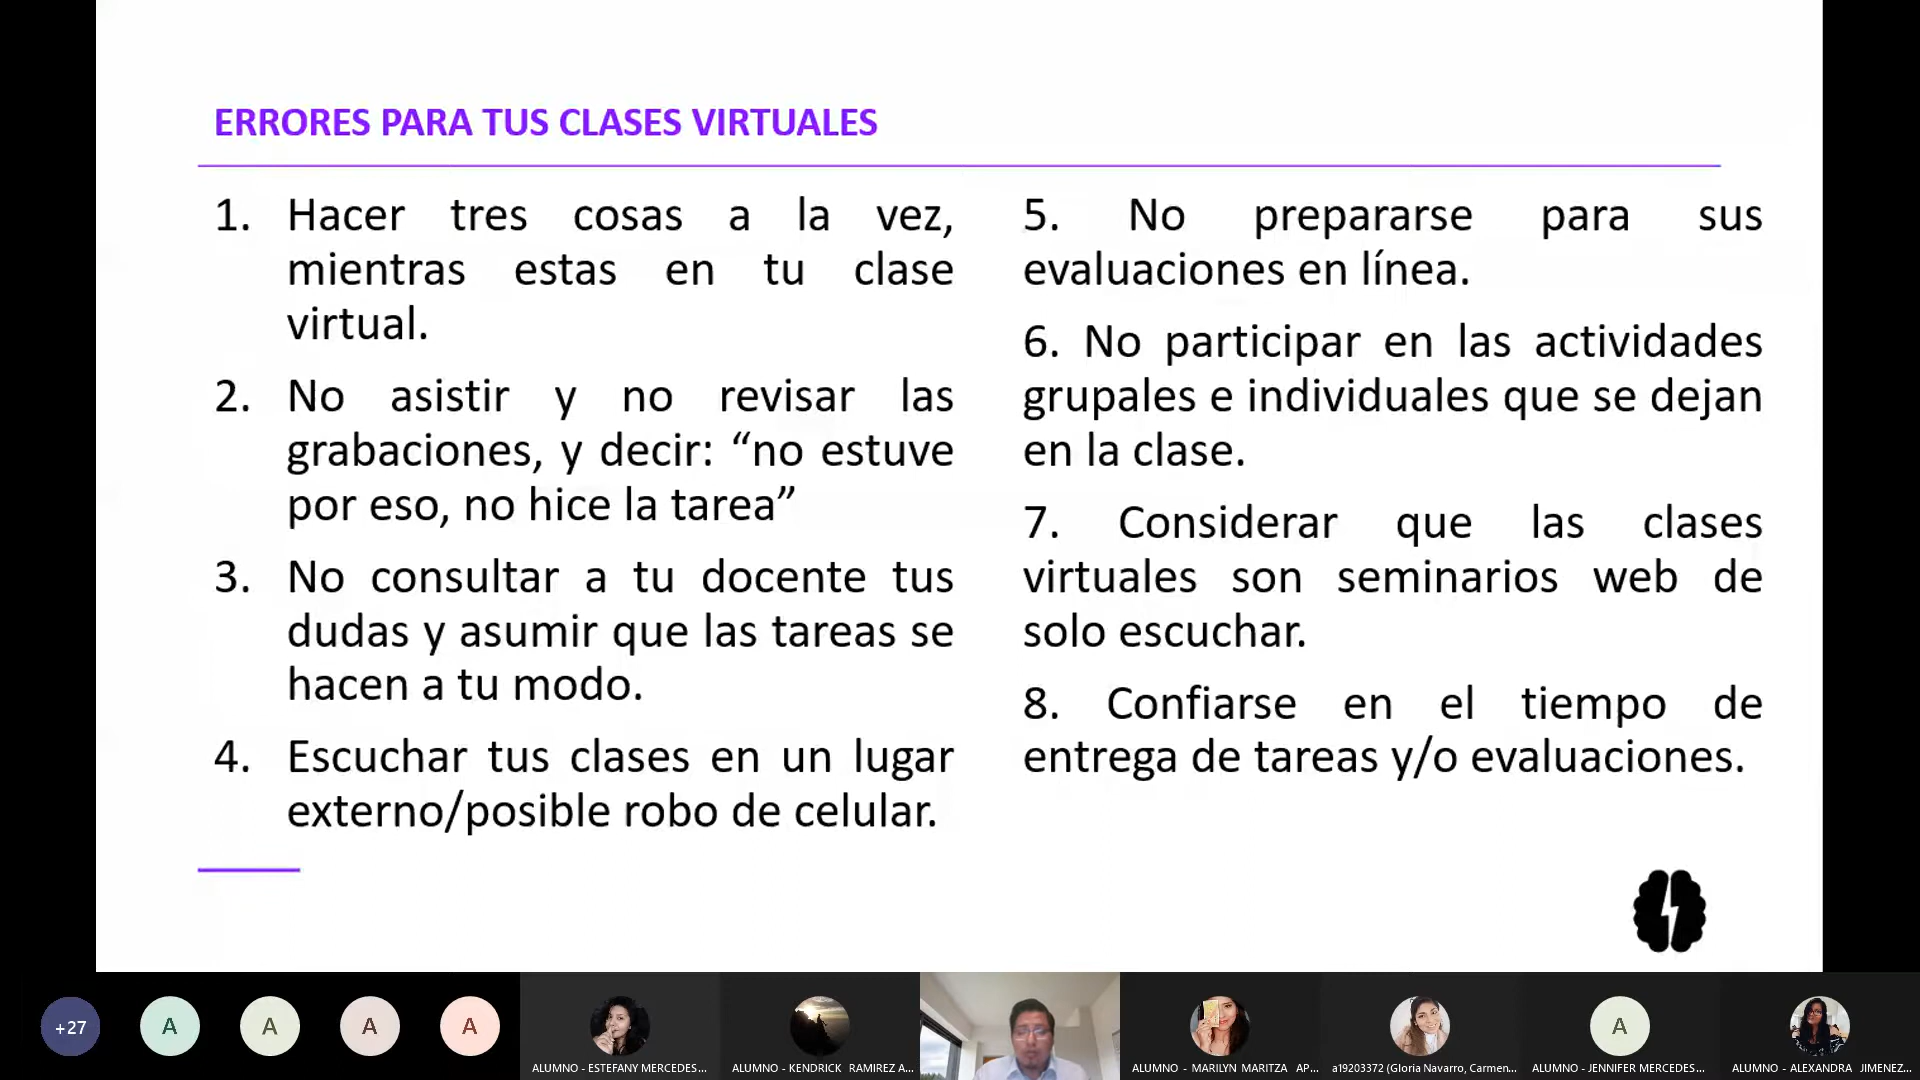 ERRORES PARA TUS CLASES VIRTUALES
1. Hacer tres cosas a la vez,
mientras estas en tu clase
virtual.
2. No asistir y no revisar las
grabaciones, y decir: “no estuve
por eso, no hice la tarea”
3. No consultar a tu docente tus
dudas y asumir que las tareas se
hacen a tu modo.
4. Escuchar tus clases en un lugar
externo/posible robo de celular.
5. No prepararse para sus
evaluaciones en línea.
6. No participar en las actividades
grupales e individuales que se dejan
en la clase.
7. Considerar que las clases
virtuales son seminarios web de
solo escuchar.
8. Confiarse en el tiempo de
entrega de tareas y/o evaluaciones.
+27
A
A
A
A
ALUMNO - ESTEFANY MERCEDES...
ALUMNO - KENDRICK RAMIREZ A...
ALUMNO - MARILYN MARITZA AP...
a19203372 (Gloria Navarro, Carmen...
A
ALUMNO - JENNIFER MERCEDES...
ALUMNO - ALEXANDRA JIMENEZ...